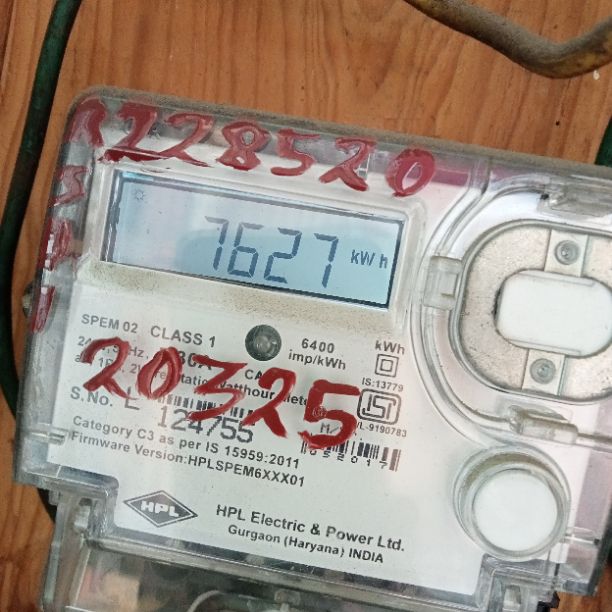 R228520
7627 kWh
SPEM 02 CLASS 1 6400 imp/kWh kWh
IS:13779
20325
S.No. L 124755
L-9190783
Category C3 as per IS 15959:2011
Firmware Version:HPLSPEM6XXX01
HPL
HPL Electric & Power Ltd.
Gurgaon (Haryana) INDIA